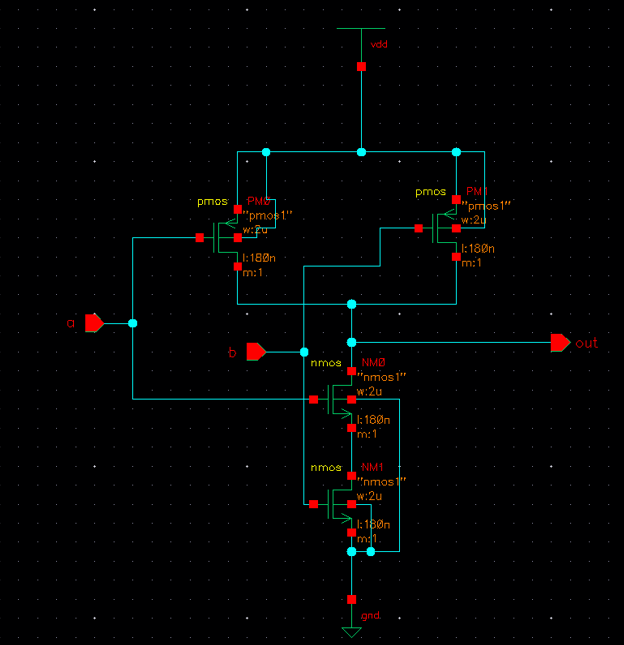 vdd
pmos PM0
"pmos1"
w:2u
l:180n
m:1
pmos PM1
"pmos1"
w:2u
l:180n
m:1
a
b
out
nmos NM0
"nmos1"
w:2u
l:180n
m:1
nmos NM1
"nmos1"
w:2u
l:180n
m:1
gnd